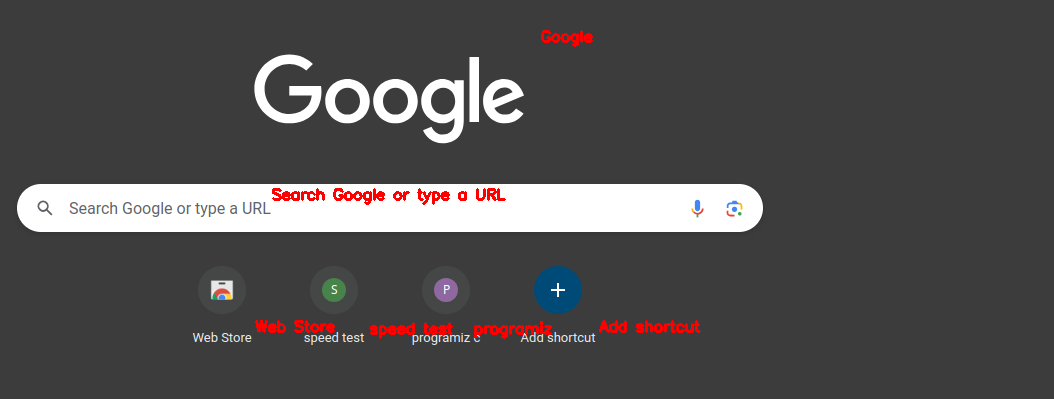 Google
Google
Search Google or type a URL
Search Google or type a URL
S
P
Web Store
speed test
programiz
Add shortcut
Web Store
speed test
programiz c
Add shortcut